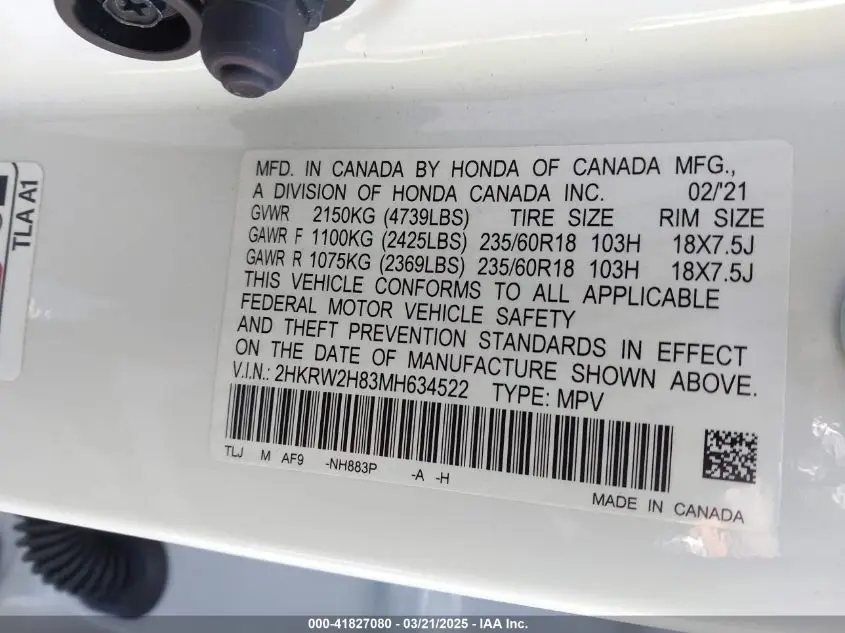 TLA A1
MFD. IN CANADA BY HONDA OF CANADA MFG.,
A DIVISION OF HONDA CANADA INC. 02/'21
GVWR 2150KG (4739LBS) TIRE SIZE RIM SIZE
GAWR F 1100KG (2425LBS) 235/60R18 103H 18X7.5J
GAWR R 1075KG (2369LBS) 235/60R18 103H 18X7.5J
THIS VEHICLE CONFORMS TO ALL APPLICABLE
FEDERAL MOTOR VEHICLE SAFETY
AND THEFT PREVENTION STANDARDS IN EFFECT
ON THE DATE OF MANUFACTURE SHOWN ABOVE.
V.I.N.: 2HKRW2H83MH634522 TYPE: MPV
TLJ M AF9 -NH883P -A -H
MADE IN CANADA
000-41827080 - 03/21/2025 - IAA Inc.